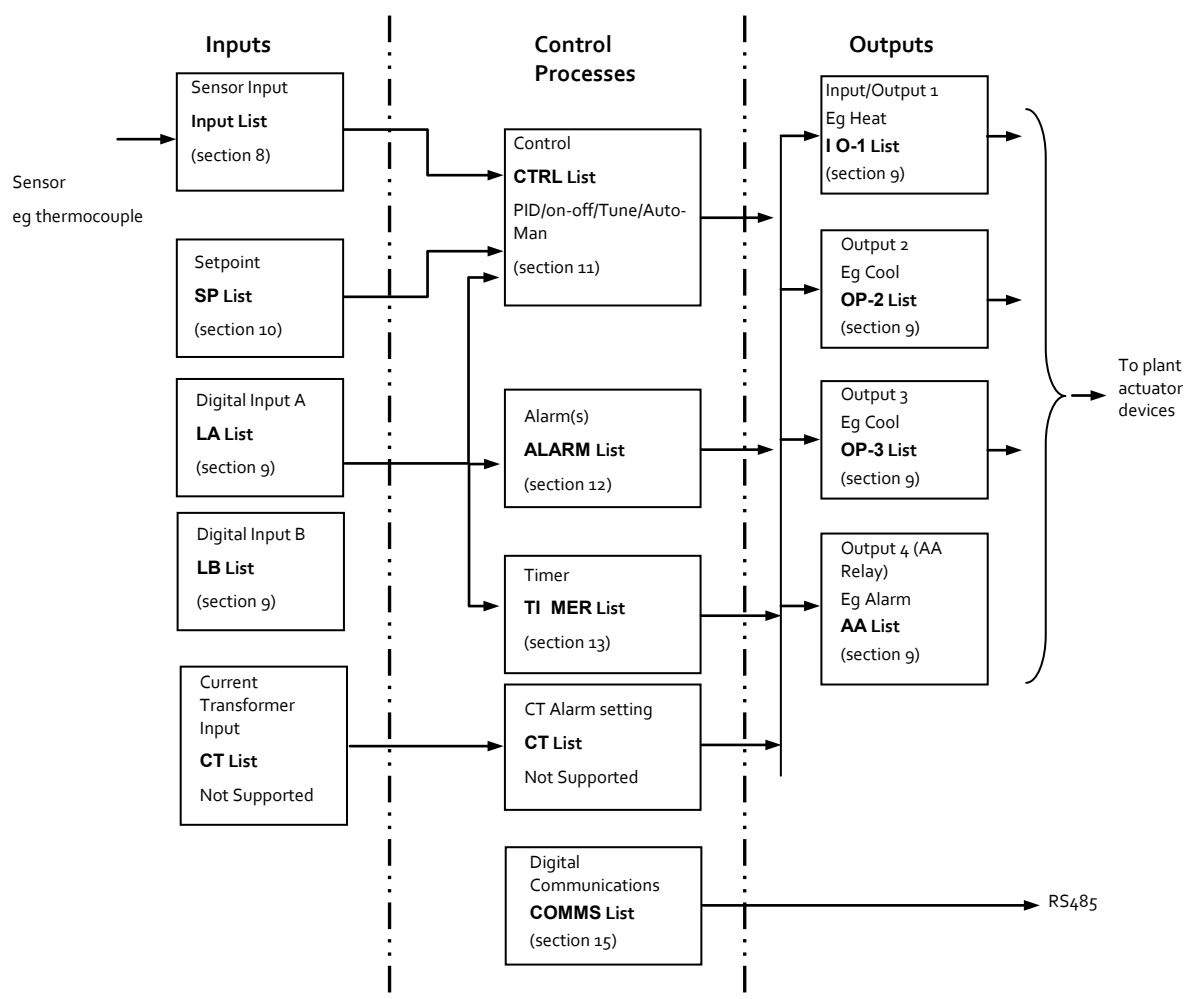 Inputs
Control
Processes
Outputs
Sensor
eg thermocouple
Sensor Input
Input List
(section 8)
Setpoint
SP List
(section 10)
Digital Input A
LA List
(section 9)
Digital Input B
LB List
(section 9)
Current
Transformer
Input
CT List
Not Supported
Control
CTRL List
PID/on-off/Tune/Auto-
Man
(section 11)
Alarm(s)
ALARM List
(section 12)
Timer
TI MER List
(section 13)
CT Alarm setting
CT List
Not Supported
Digital
Communications
COMMS List
(section 15)
Input/Output 1
Eg Heat
I O-1 List
(section 9)
Output 2
Eg Cool
OP-2 List
(section 9)
Output 3
Eg Cool
OP-3 List
(section 9)
Output 4 (AA
Relay)
Eg Alarm
AA List
(section 9)
To plant
actuator
devices
RS485